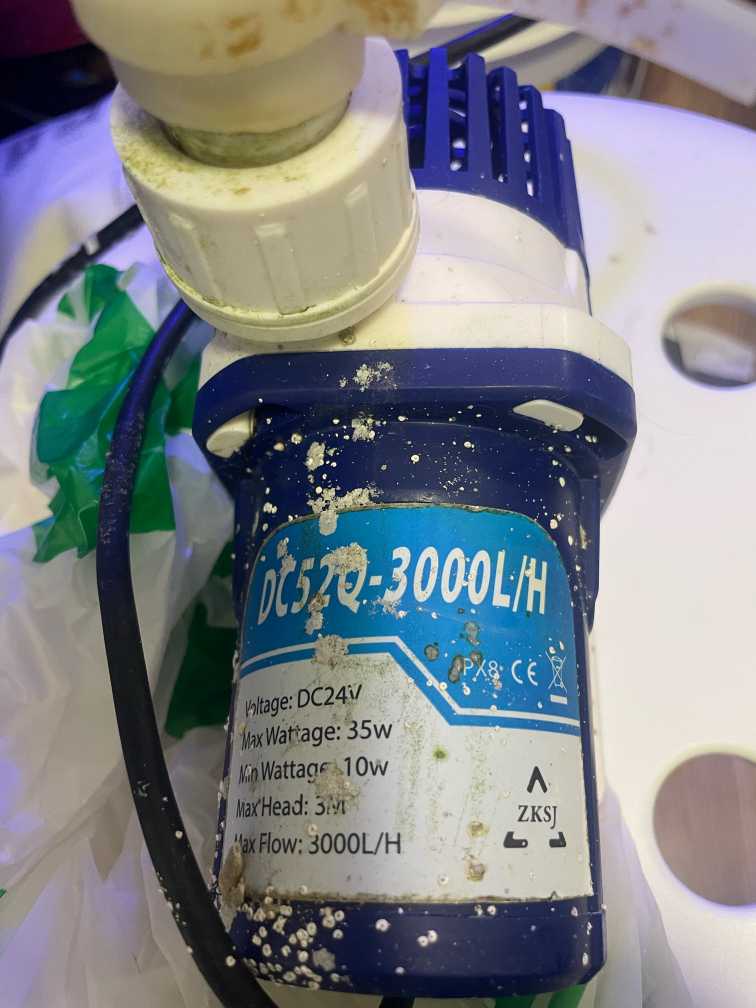 DC52Q-3000L/H
PX8 CE
Voltage: DC24V
Max Wattage: 35w
Min Wattage: 10w
Max Head: 3M
Max Flow: 3000L/H
ZKSJ